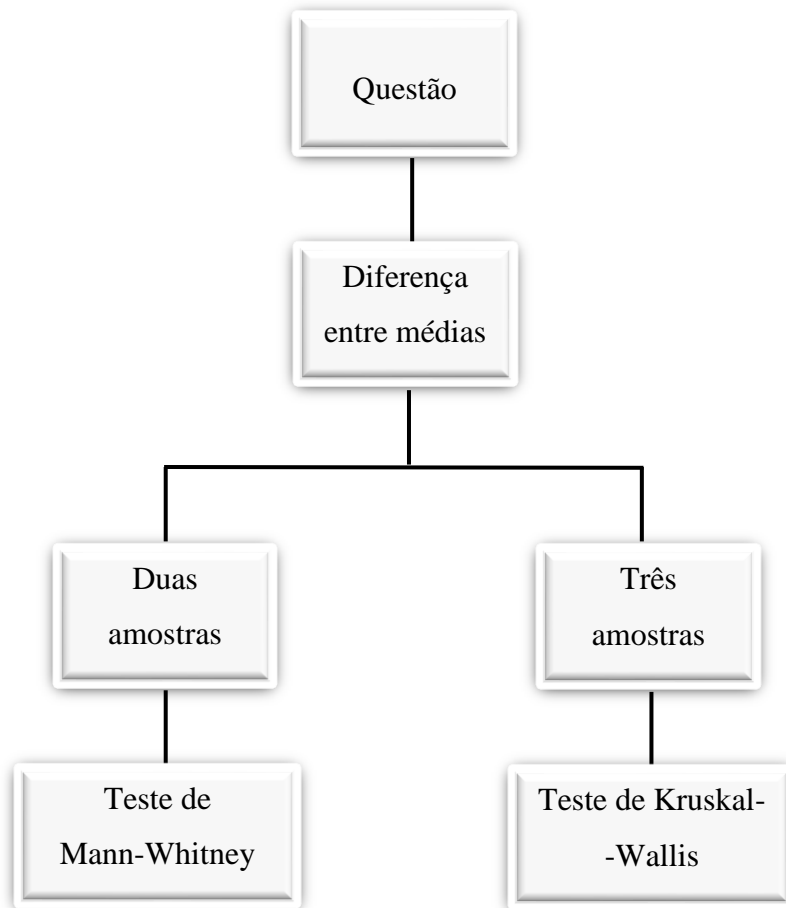 Questão
Diferença
entre médias
Duas
amostras
Três
amostras
Teste de
Mann-Whitney
Teste de Kruskal-
-Wallis